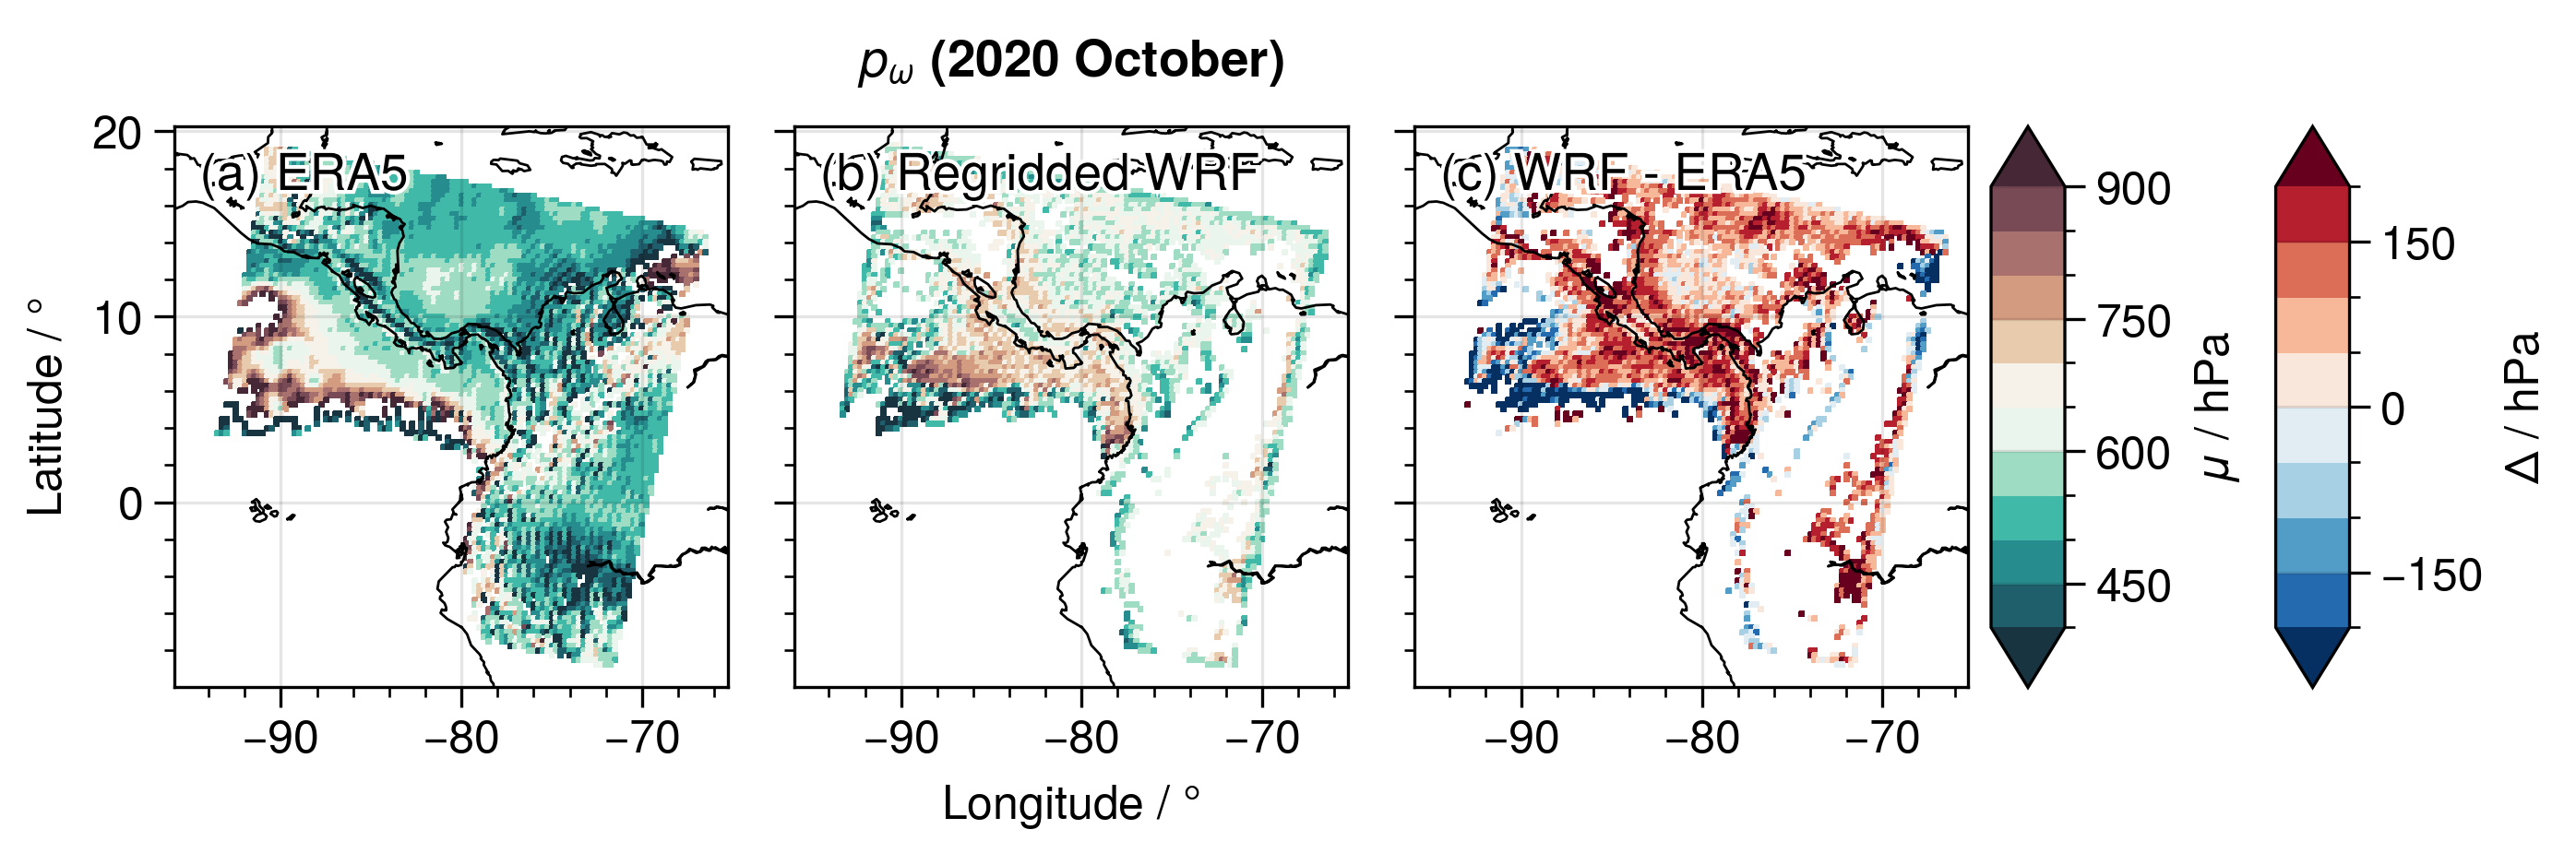 pω (2020 October)
(a) ERA5
(b) Regridded WRF
(c) WRF - ERA5
20
10
0
Latitude / °
−90
−80
−70
−90
−80
−70
−90
−80
−70
Longitude / °
900
750
600
450
μ / hPa
150
0
−150
Δ / hPa